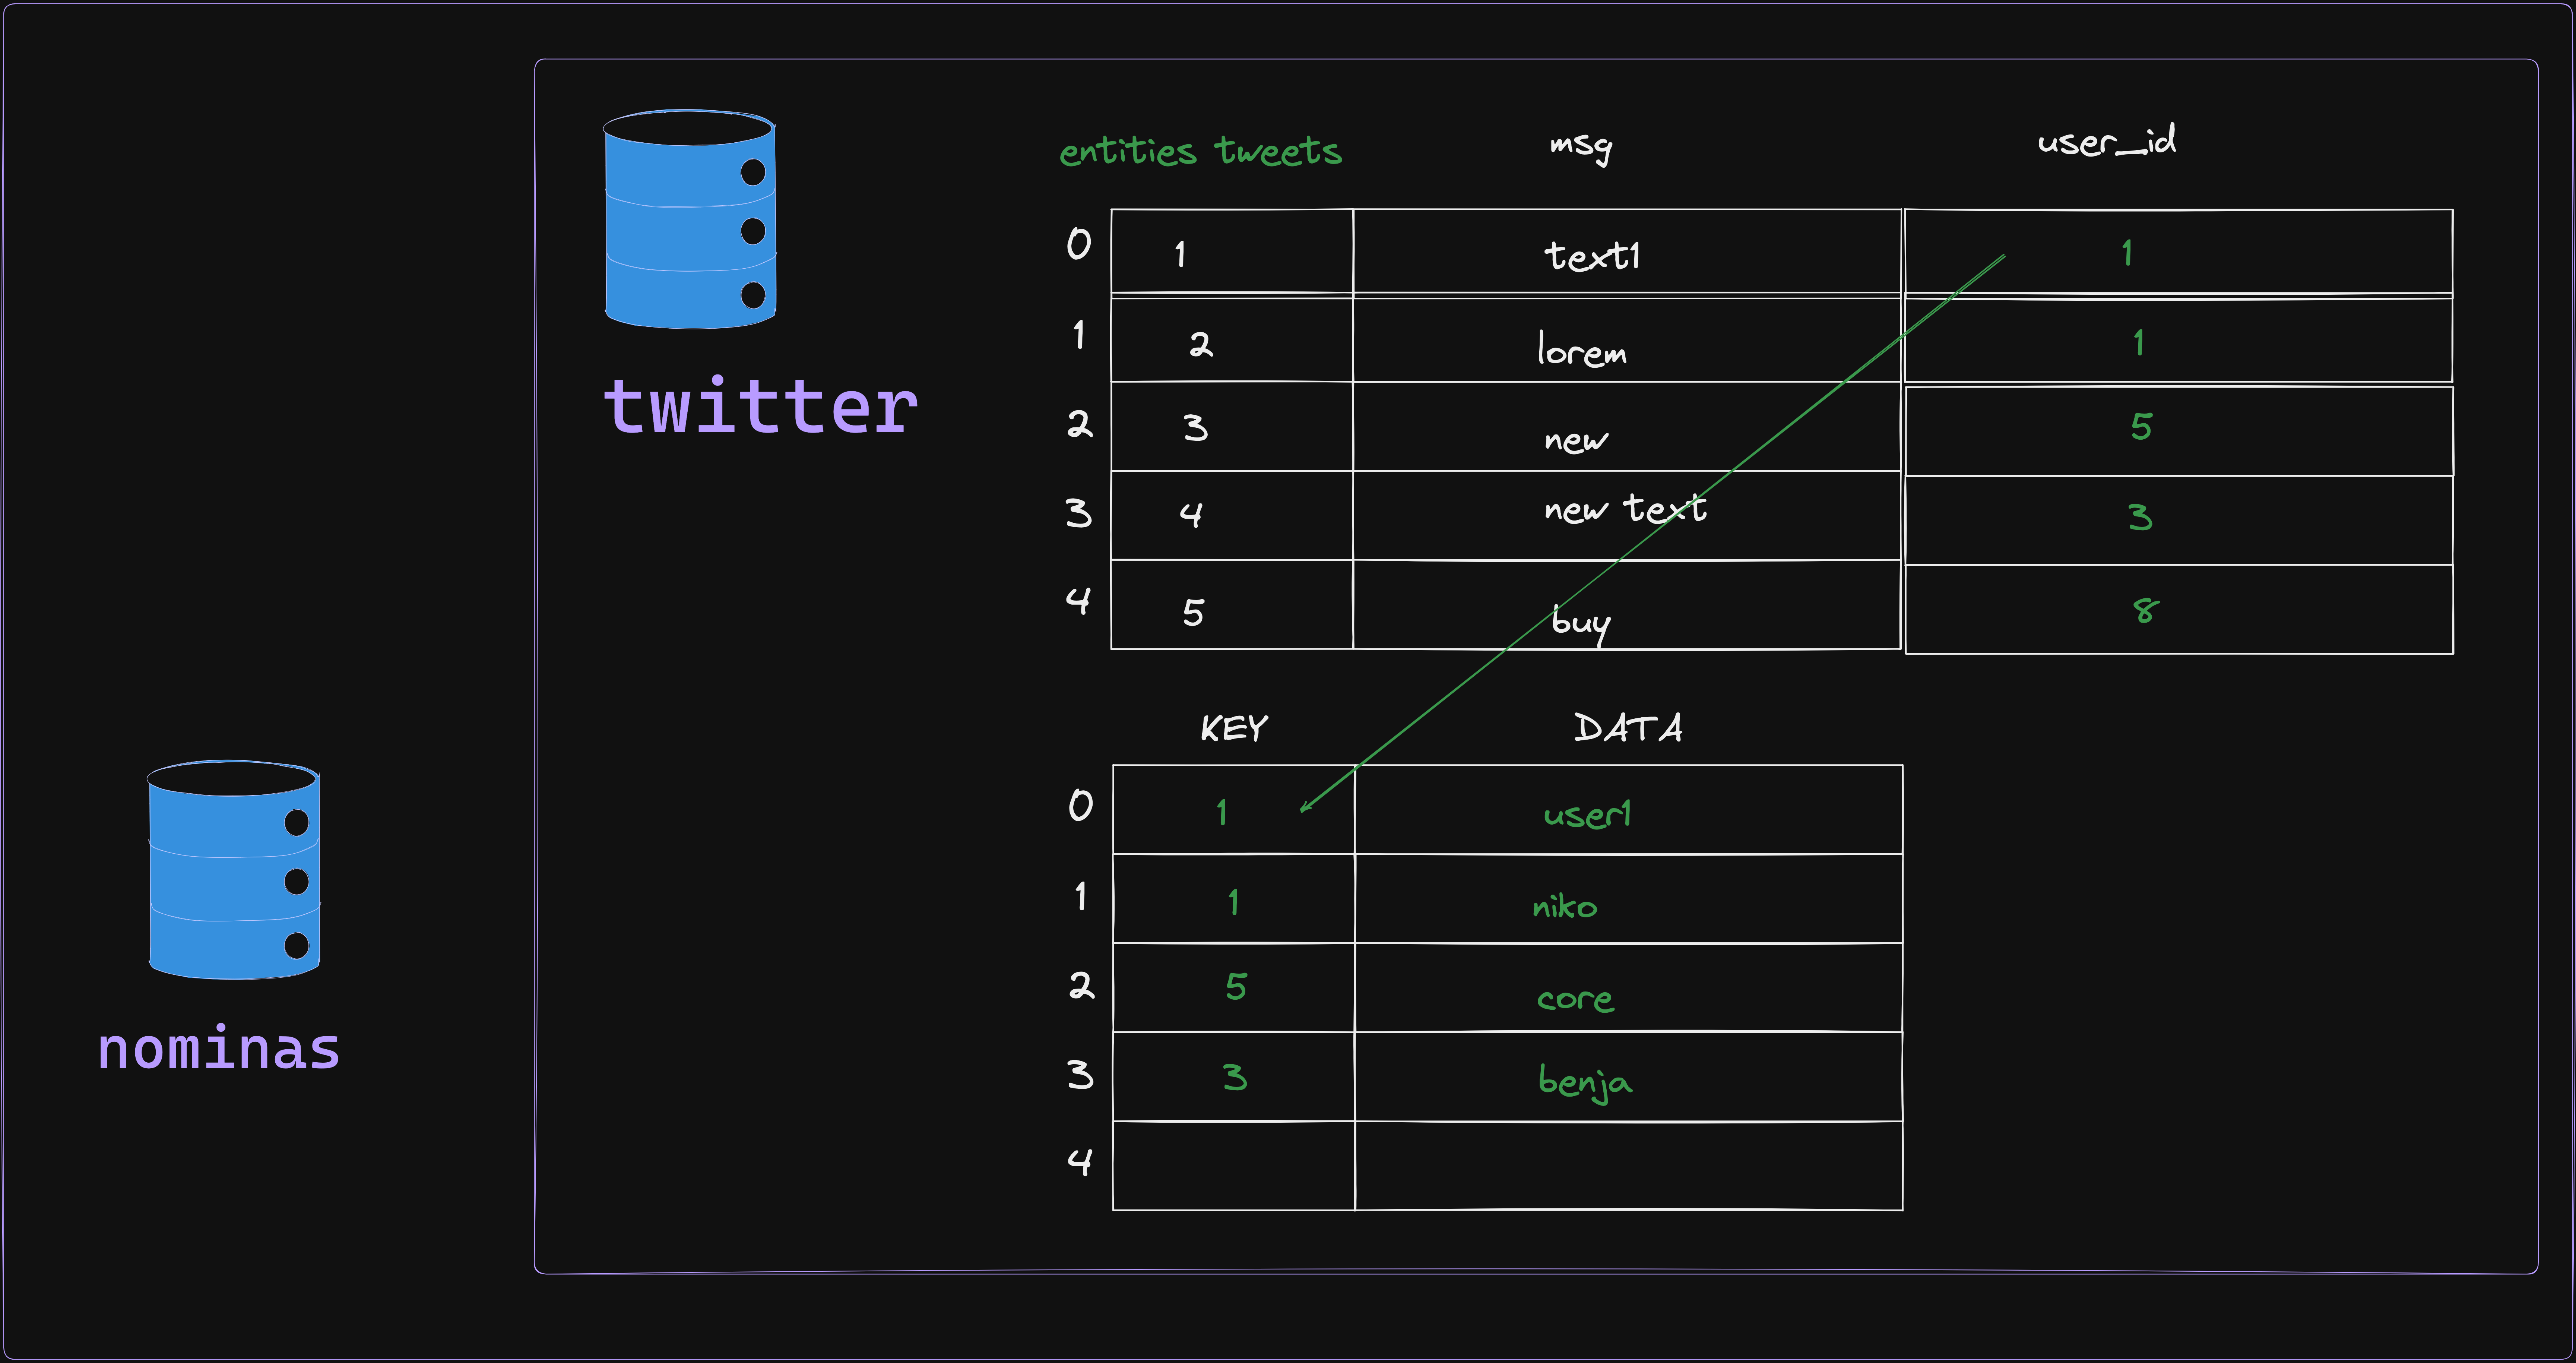 entities tweets msg user_id
0 1 text1 1
1 2 lorem 1
2 3 new 5
3 4 new text 3
4 5 buy 8
twitter
KEY DATA
0 1 user1
1 1 niko
2 5 core
3 3 benja
4
nominas